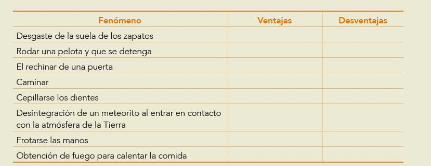 Fenómeno Ventajas Desventajas
Desgaste de la suela de los zapatos
Rodar una pelota y que se detenga
El rechinar de una puerta
Caminar
Cepillarse los dientes
Desintegración de un meteorito al entrar en contacto
con la atmósfera de la Tierra
Frotarse las manos
Obtención de fuego para calentar la comida